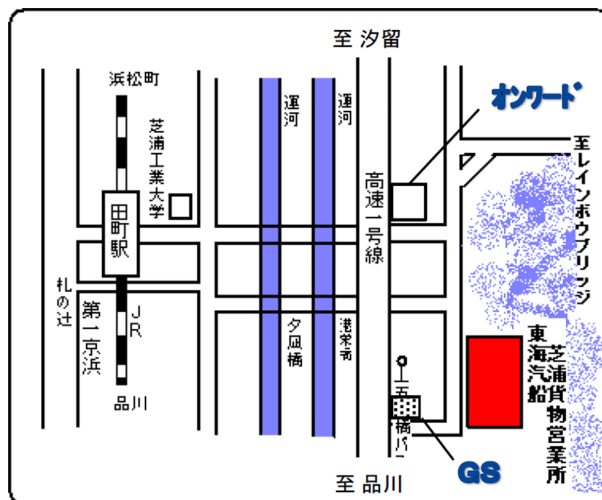 至 汐留
浜松町
芝浦工業大学
田町駅
札の辻
第一京浜
JR
品川
運河
運河
夕凪橋
港栄橋
高速一号線
オンワード
至レインボウブリッジ
東海汽船
芝浦貨物営業所
GS
至 品川